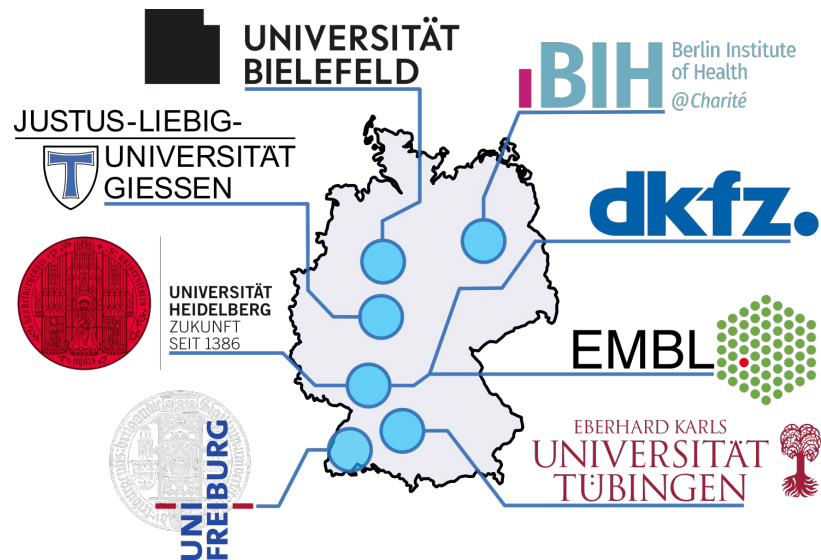 UNIVERSITÄT
BIELEFELD
BIH
Berlin Institute
of Health
@Charité
JUSTUS-LIEBIG-
UNIVERSITÄT
GIESSEN
dkfz.
UNIVERSITÄT
HEIDELBERG
ZUKUNFT
SEIT 1386
EMBL
EBERHARD KARLS
UNIVERSITÄT
TÜBINGEN
UNI
FREIBURG